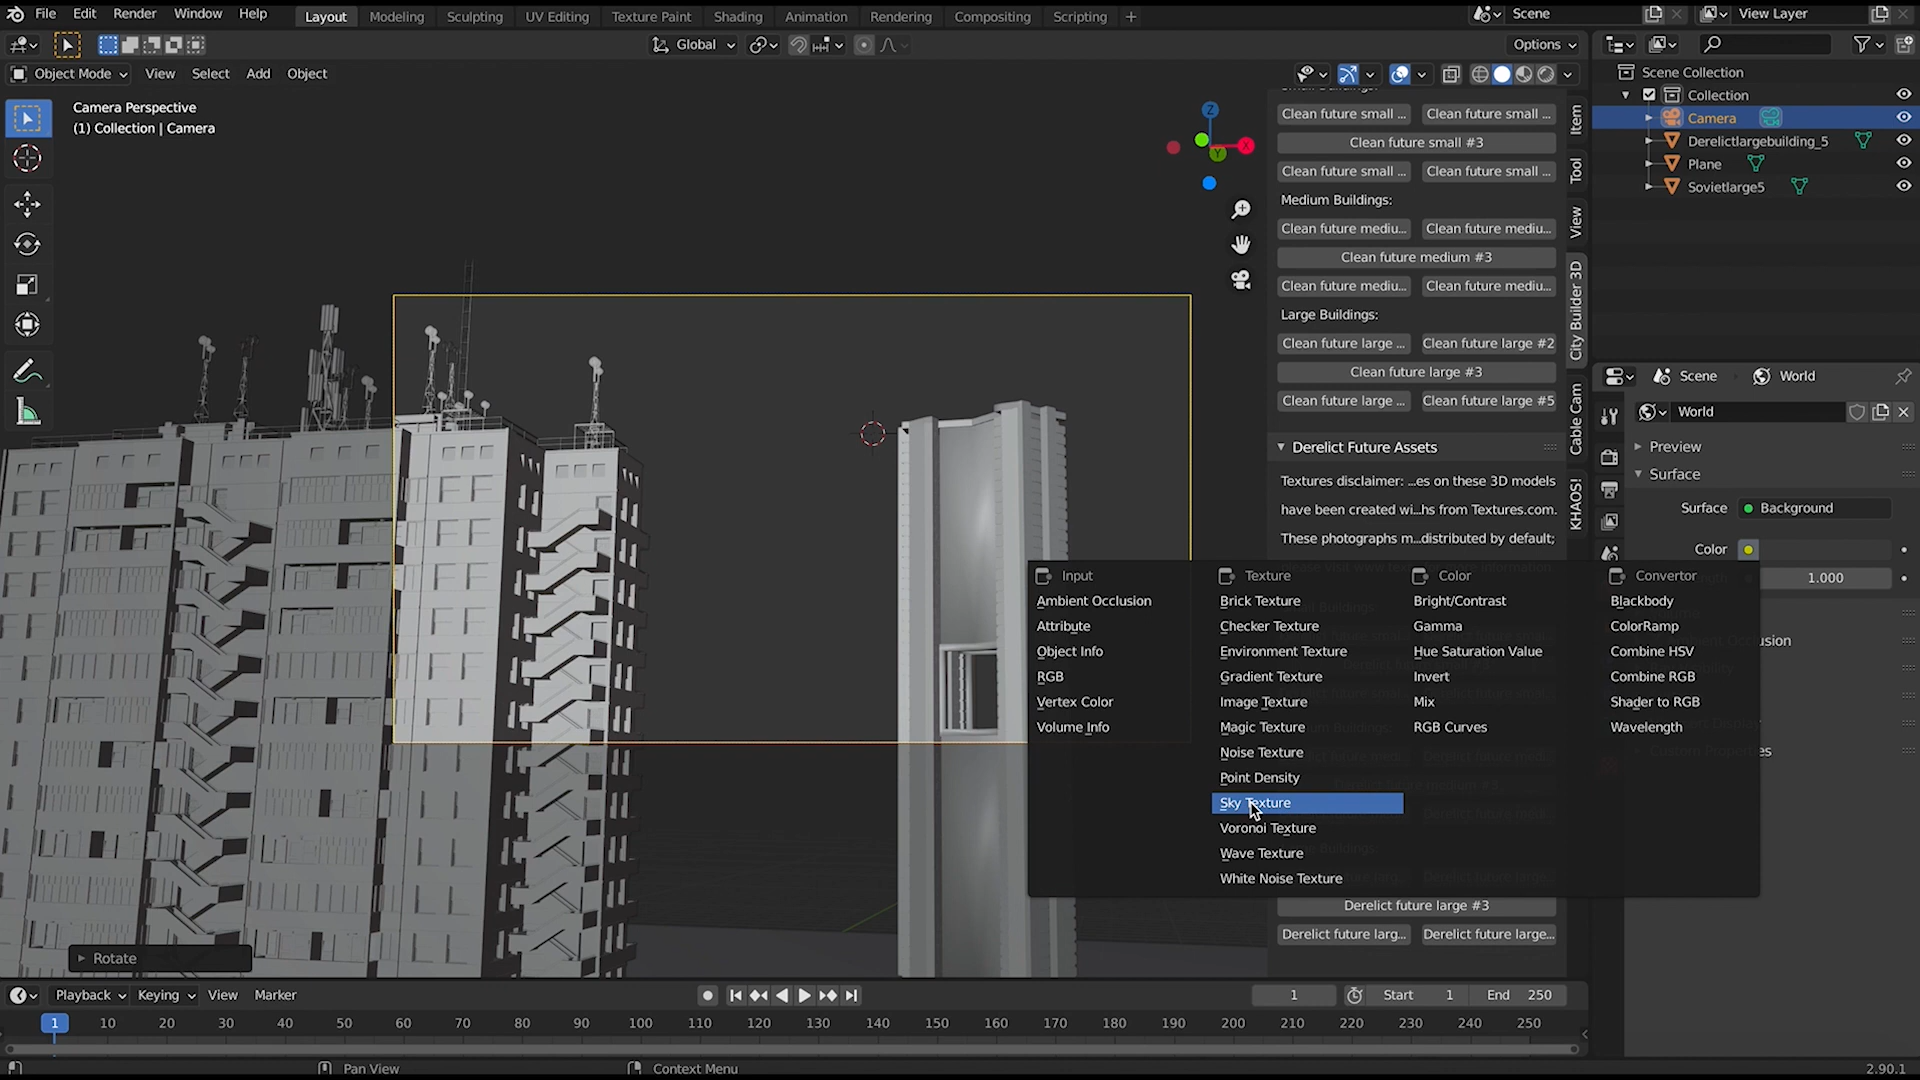 File Edit Render Window Help Layout Modeling Sculpting UV Editing Texture Paint Shading Animation Rendering Compositing Scripting + Scene View Layer
Global Options
Object Mode View Select Add Object
Camera Perspective
(1) Collection | Camera
Z
X
Y
Clean future small ... Clean future small ...
Clean future small #3
Clean future small ... Clean future small ...
Medium Buildings:
Clean future mediu... Clean future mediu...
Clean future medium #3
Clean future mediu... Clean future mediu...
Large Buildings:
Clean future large ... Clean future large #2
Clean future large #3
Clean future large ... Clean future large #5
Derelict Future Assets
Textures disclaimer: ...es on these 3D models
have been created wi...hs from Textures.com.
These photographs m...distributed by default;
Item
Tool
View
City Builder 3D
Cable Cam
KHAOS!
Scene Collection
Collection
Camera
Derelictlargebuilding_5
Plane
Sovietlarge5
Scene World
World
Preview
Surface
Surface Background
Color
1.000
Input
Ambient Occlusion
Attribute
Object Info
RGB
Vertex Color
Volume Info
Texture
Brick Texture
Checker Texture
Environment Texture
Gradient Texture
Image Texture
Magic Texture
Noise Texture
Point Density
Sky Texture
Voronoi Texture
Wave Texture
White Noise Texture
Color
Bright/Contrast
Gamma
Hue Saturation Value
Invert
Mix
RGB Curves
Convertor
Blackbody
ColorRamp
Combine HSV
Combine RGB
Shader to RGB
Wavelength
Derelict future large #3
Derelict future larg... Derelict future large...
Rotate
Playback Keying View Marker 1 Start 1 End 250
1 10 20 30 40 50 60 70 80 90 100 110 120 130 140 150 160 170 180 190 200 210 220 230 240 250
Pan View Context Menu 2.90.1